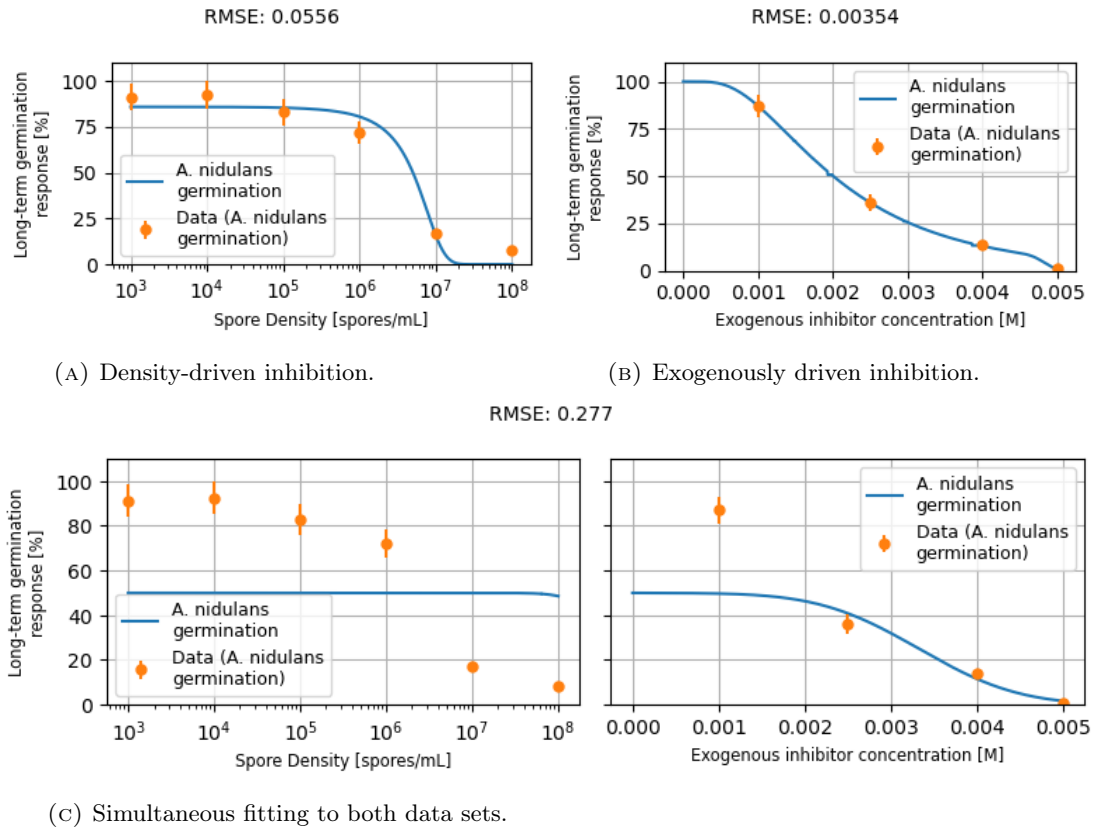 RMSE: 0.0556
Long-term germination
response [%]
100
75
50
25
0
A. nidulans
germination
Data (A. nidulans
germination)
10³ 10⁴ 10⁵ 10⁶ 10⁷ 10⁸
Spore Density [spores/mL]
(A) Density-driven inhibition.
RMSE: 0.00354
Long-term germination
response [%]
100
75
50
25
0
A. nidulans
germination
Data (A. nidulans
germination)
0.000 0.001 0.002 0.003 0.004 0.005
Exogenous inhibitor concentration [M]
(B) Exogenously driven inhibition.
RMSE: 0.277
Long-term germination
response [%]
100
80
60
40
20
0
A. nidulans
germination
Data (A. nidulans
germination)
10³ 10⁴ 10⁵ 10⁶ 10⁷ 10⁸
Spore Density [spores/mL]
A. nidulans
germination
Data (A. nidulans
germination)
0.000 0.001 0.002 0.003 0.004 0.005
Exogenous inhibitor concentration [M]
(C) Simultaneous fitting to both data sets.